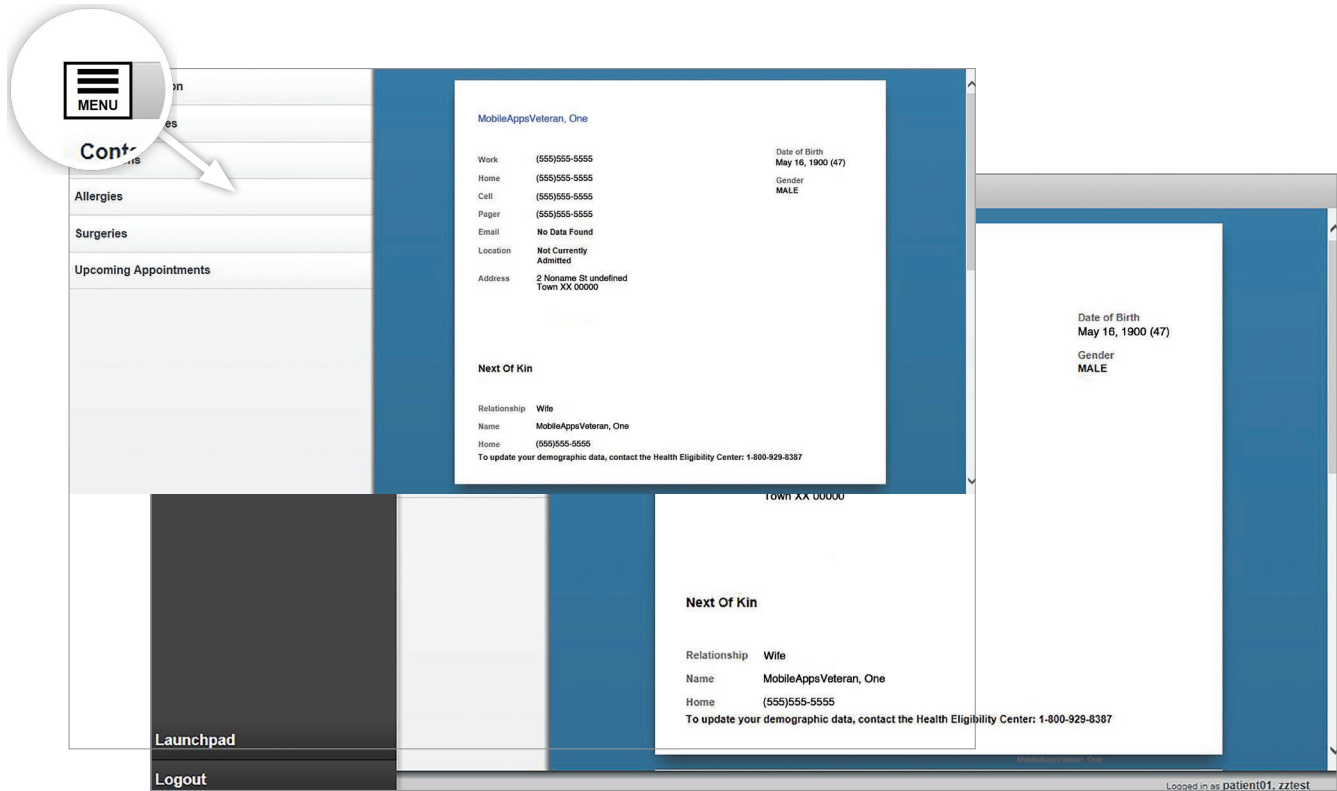 MENU
Cont
on
es
ns
Allergies
Surgeries
Upcoming Appointments
MobileAppsVeteran, One
Work (555)555-5555
Home (555)555-5555
Cell (555)555-5555
Pager (555)555-5555
Email No Data Found
Location Not Currently
Admitted
Address 2 Noname St undefined
Town XX 00000
Date of Birth
May 16, 1900 (47)
Gender
MALE
Next Of Kin
Relationship Wife
Name MobileAppsVeteran, One
Home (555)555-5555
To update your demographic data, contact the Health Eligibility Center: 1-800-929-8387
Date of Birth
May 16, 1900 (47)
Gender
MALE
Town XX 00000
Next Of Kin
Relationship Wife
Name MobileAppsVeteran, One
Home (555)555-5555
To update your demographic data, contact the Health Eligibility Center: 1-800-929-8387
MobileAppsVeteran, One
Launchpad
Logout
Logged in as patient01, zztest